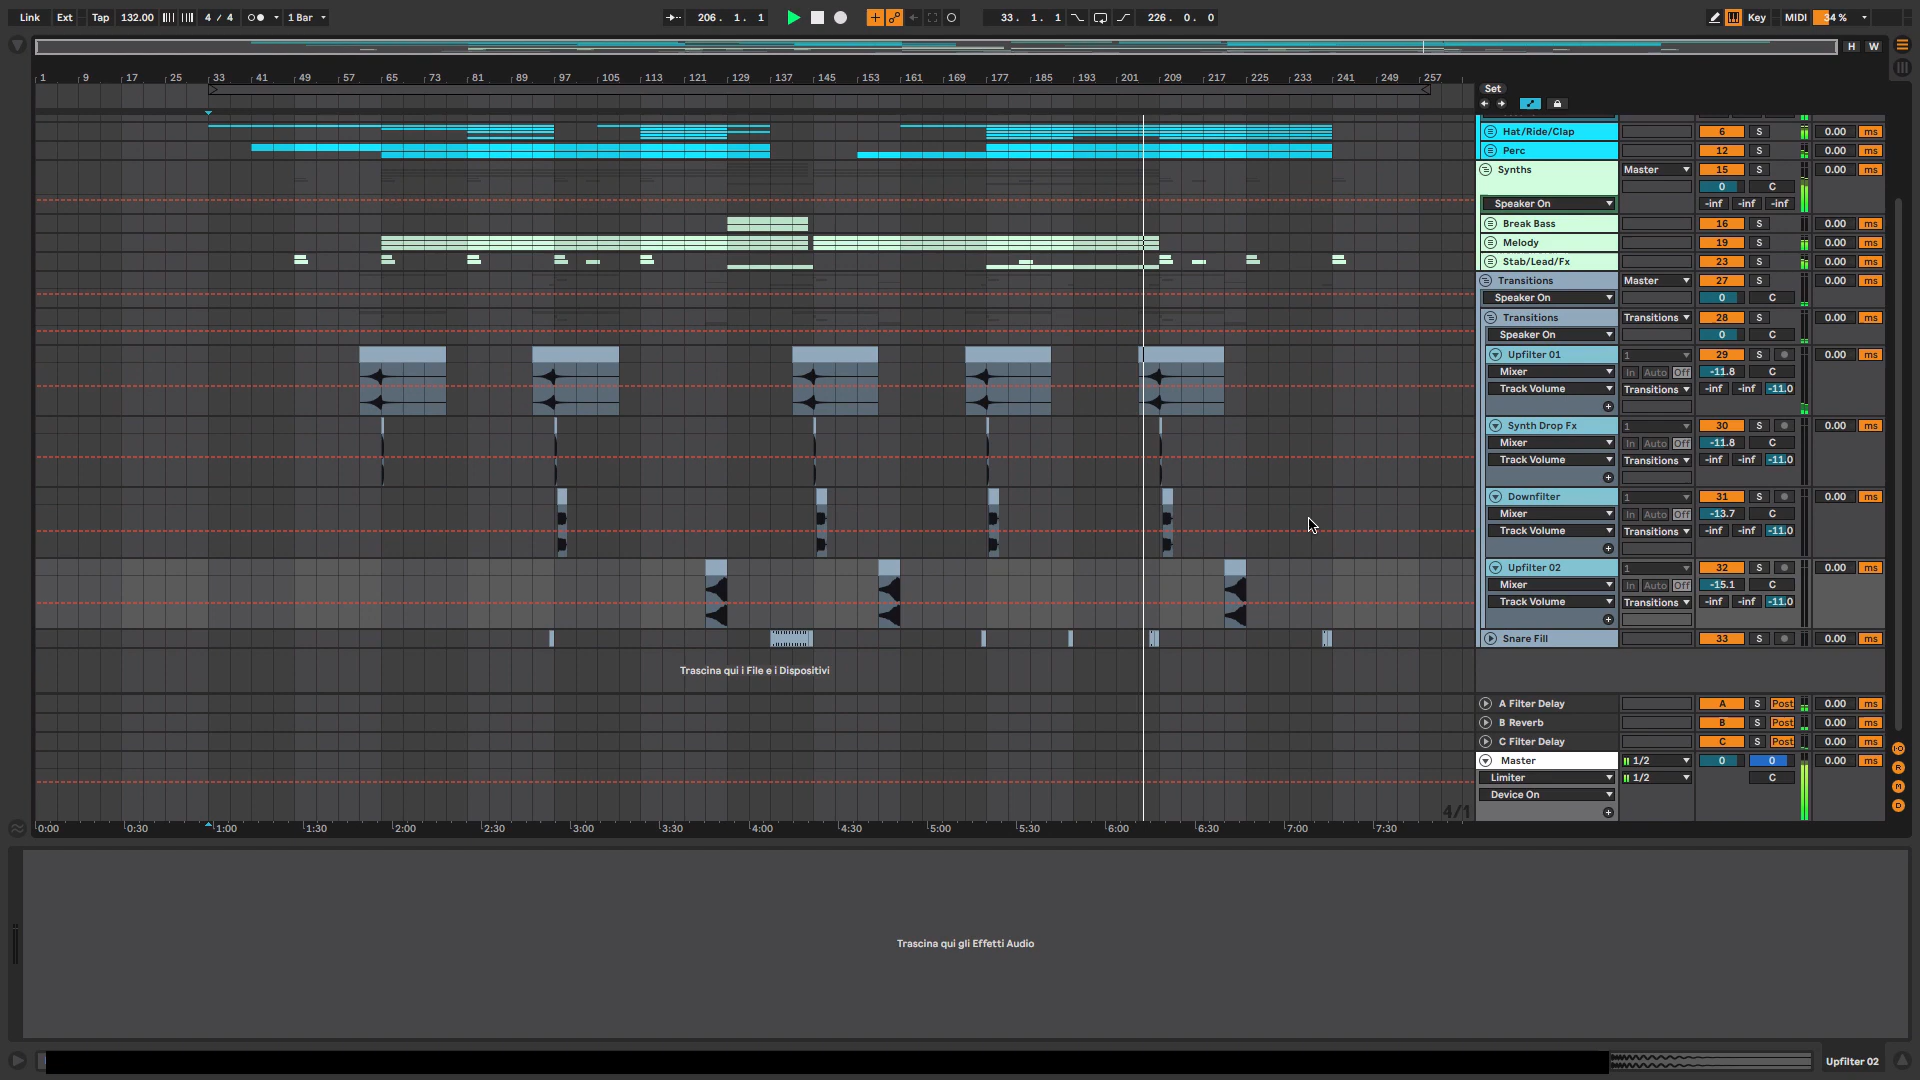 Link Ext Tap 132.00 4 / 4 1 Bar 206. 1. 1 33. 1. 1 226. 0. 0 Key MIDI 34 %
H W
1 9 17 25 33 41 49 57 65 73 81 89 97 105 113 121 129 137 145 153 161 169 177 185 193 201 209 217 225 233 241 249 257
Set
Hat/Ride/Clap 6 S 0.00 ms
Perc 12 S 0.00 ms
Synths Master 15 S 0.00 ms
0 C
Speaker On -inf -inf -inf
Break Bass 16 S 0.00 ms
Melody 19 S 0.00 ms
Stab/Lead/Fx 23 S 0.00 ms
Transitions Master 27 S 0.00 ms
Speaker On 0 C
Transitions Transitions 28 S 0.00 ms
Speaker On 0 C
Upfilter 01 1 29 S 0.00 ms
Mixer In Auto Off -11.8 C
Track Volume Transitions -inf -inf -11.0
Synth Drop Fx 1 30 S 0.00 ms
Mixer In Auto Off -11.8 C
Track Volume Transitions -inf -inf -11.0
Downfilter 1 31 S 0.00 ms
Mixer In Auto Off -13.7 C
Track Volume Transitions -inf -inf -11.0
Upfilter 02 1 32 S 0.00 ms
Mixer In Auto Off -15.1 C
Track Volume Transitions -inf -inf -11.0
Snare Fill 33 S 0.00 ms
Trascina qui i File e i Dispositivi
A Filter Delay A S Post 0.00 ms
B Reverb B S Post 0.00 ms
C Filter Delay C S Post 0.00 ms
Master 1/2 0 0 0.00 ms
Limiter 1/2 C
Device On
4/1
I·O
R
M
D
0:00 0:30 1:00 1:30 2:00 2:30 3:00 3:30 4:00 4:30 5:00 5:30 6:00 6:30 7:00 7:30
Trascina qui gli Effetti Audio
Upfilter 02